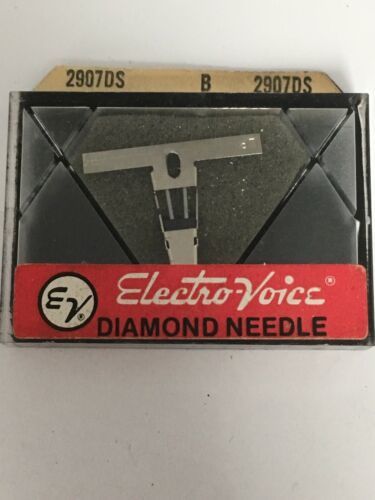 2907DS B 2907DS
EV® Electro-Voice®
DIAMOND NEEDLE